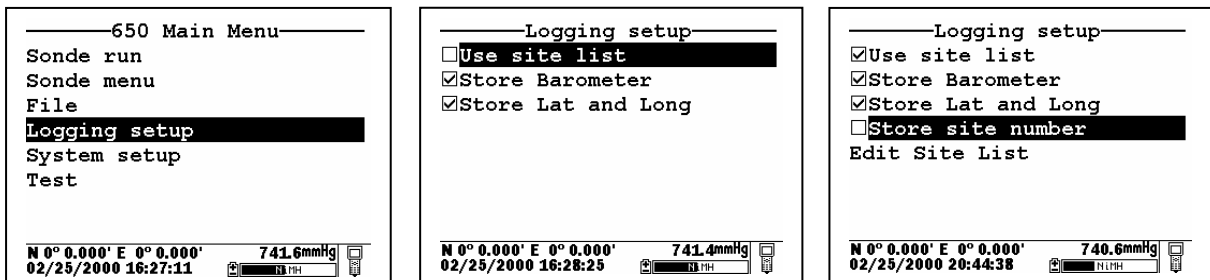 650 Main Menu
Sonde run
Sonde menu
File
Logging setup
System setup
Test
N 0° 0.000' E 0° 0.000' 741.6mmHg
02/25/2000 16:27:11 NiMH
Logging setup
Use site list
Store Barometer
Store Lat and Long
N 0° 0.000' E 0° 0.000' 741.4mmHg
02/25/2000 16:28:25 NiMH
Logging setup
Use site list
Store Barometer
Store Lat and Long
Store site number
Edit Site List
N 0° 0.000' E 0° 0.000' 740.6mmHg
02/25/2000 20:44:38 NiMH